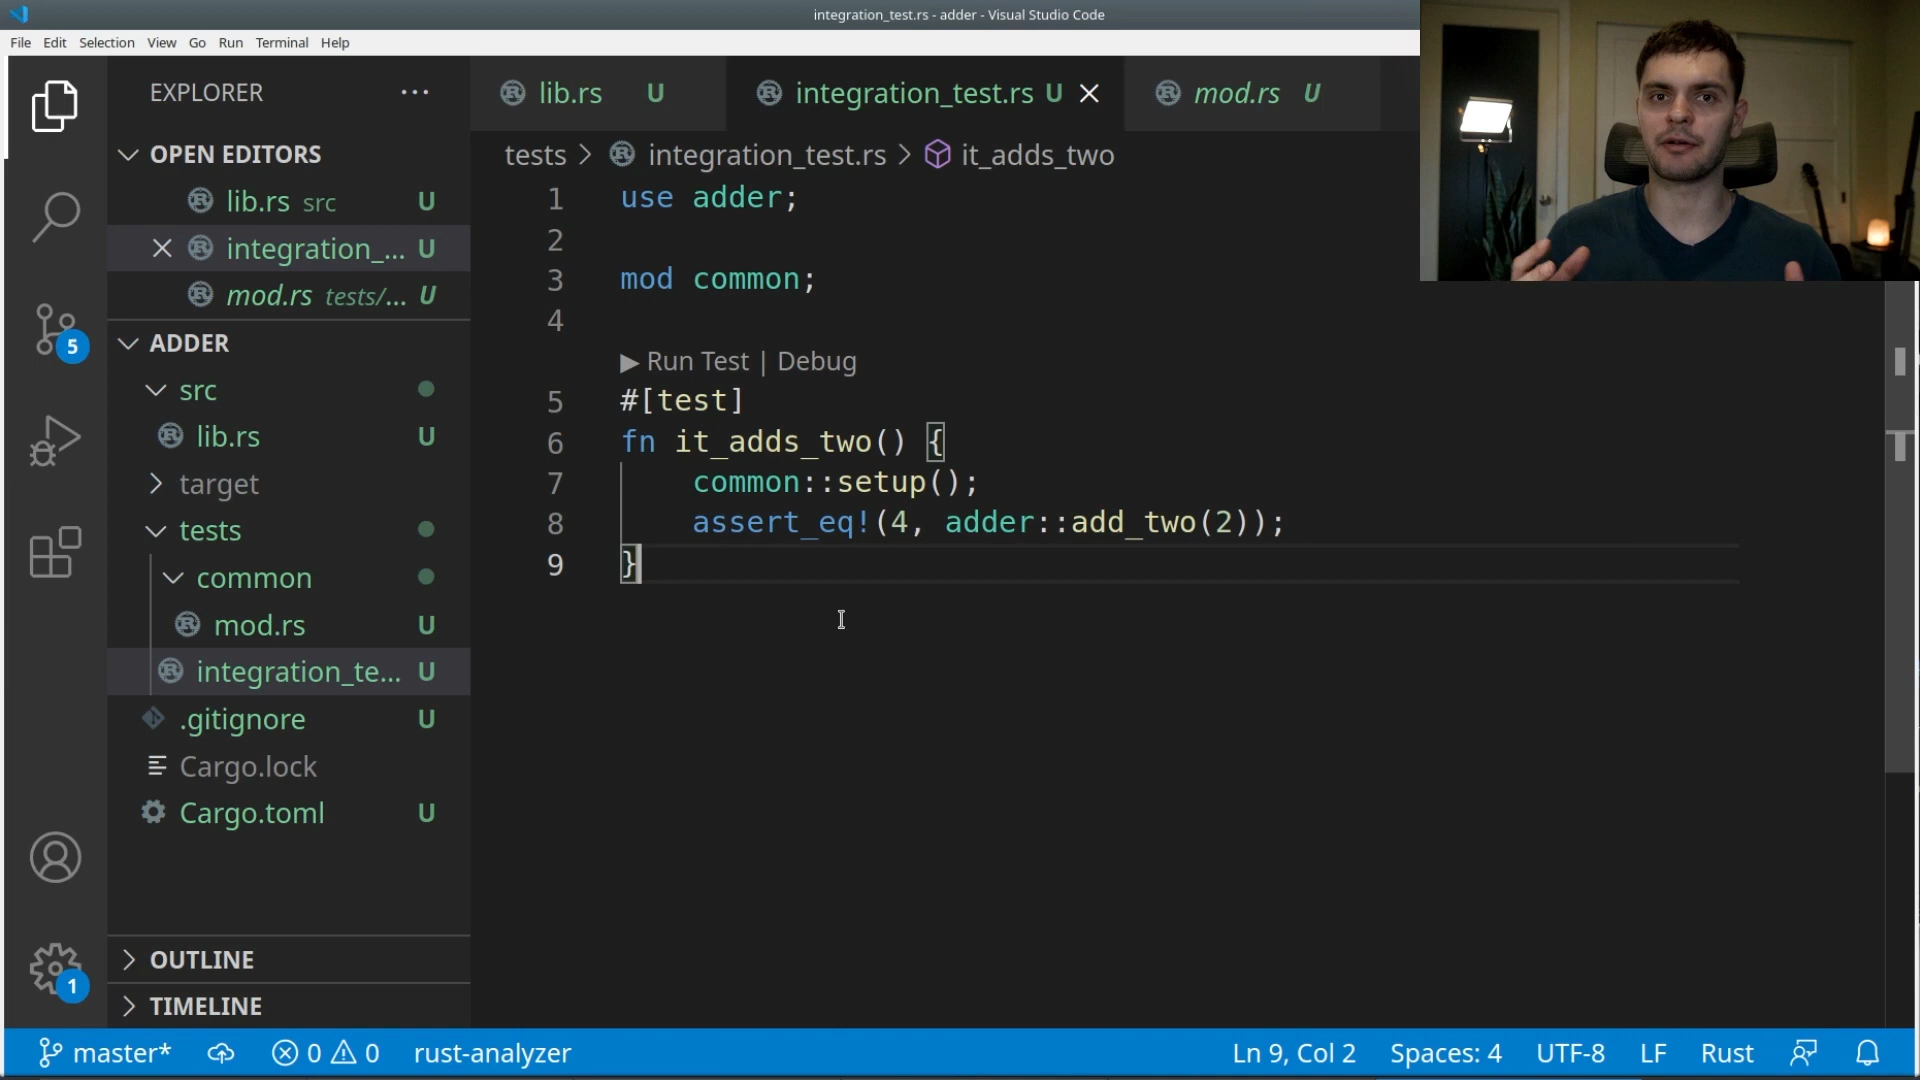 integration_test.rs - adder - Visual Studio Code
File Edit Selection View Go Run Terminal Help
EXPLORER ···
OPEN EDITORS
lib.rs src U
integration_... U
mod.rs tests/... U
ADDER
src
lib.rs U
target
tests
common
mod.rs U
integration_te... U
.gitignore U
Cargo.lock
Cargo.toml U
OUTLINE
TIMELINE
5
1
lib.rs U
integration_test.rs U
mod.rs U
tests > integration_test.rs > it_adds_two
1 use adder;
2
3 mod common;
4
▶ Run Test | Debug
5 #[test]
6 fn it_adds_two() {
7 common::setup();
8 assert_eq!(4, adder::add_two(2));
9 }
master* 0 0 rust-analyzer Ln 9, Col 2 Spaces: 4 UTF-8 LF Rust